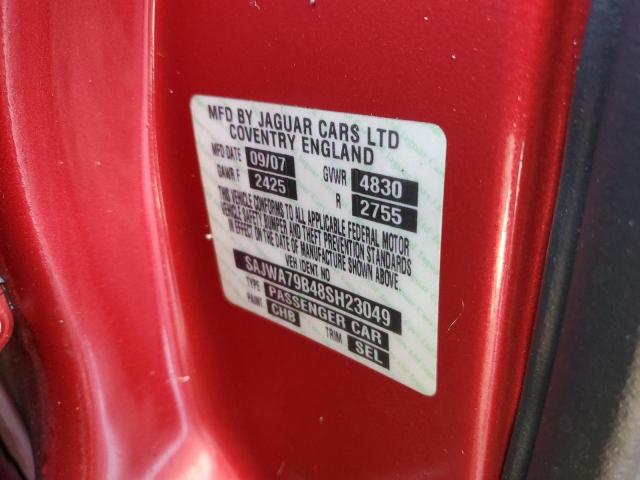 MFD BY JAGUAR CARS LTD
COVENTRY ENGLAND
MFD DATE 09/07 GVWR 4830
GAWR F 2425 R 2755
THIS VEHICLE CONFORMS TO ALL APPLICABLE FEDERAL MOTOR
VEHICLE SAFETY BUMPER AND THEFT PREVENTION STANDARDS
IN EFFECT ON THE DATE OF MANUFACTURE SHOWN ABOVE.
VEH IDENT NO
SAJWA79B48SH23049
TYPE PASSENGER CAR
PAINT CHB TRIM SEL